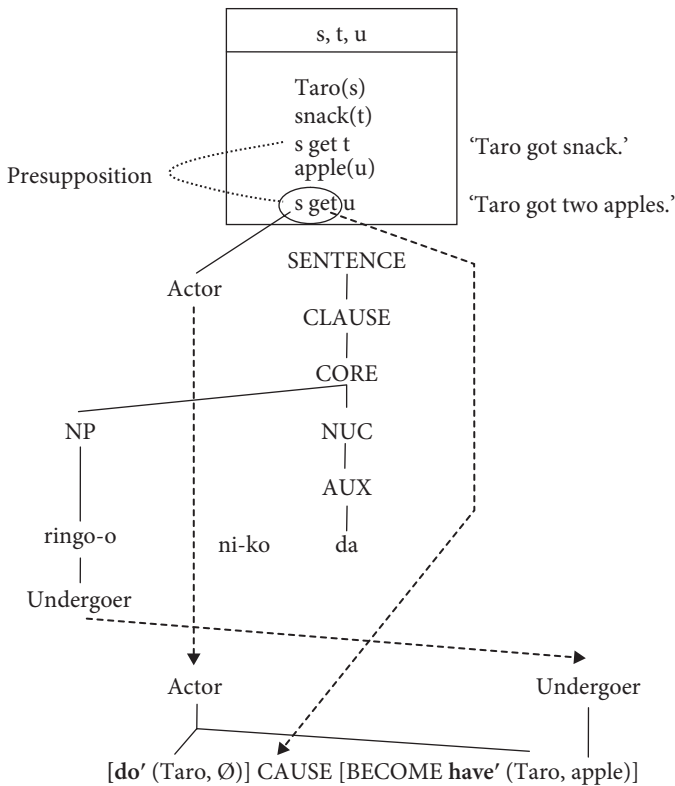 s, t, u
Taro(s)
snack(t)
s get t
‘Taro got snack.’
apple(u)
Presupposition
s get u
‘Taro got two apples.’
SENTENCE
Actor
CLAUSE
CORE
NP
NUC
AUX
ringo-o
ni-ko
da
Undergoer
Actor
Undergoer
[do′ (Taro, Ø)] CAUSE [BECOME have′ (Taro, apple)]